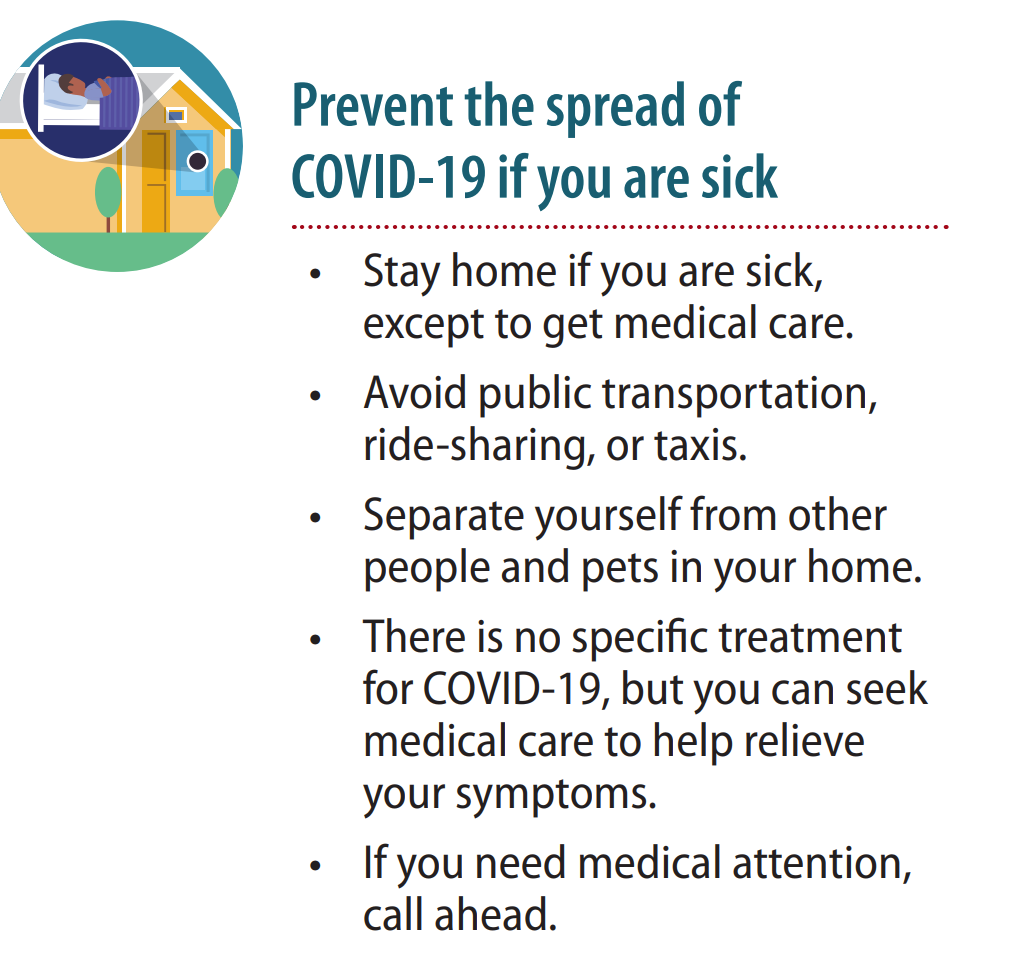 Prevent the spread of
COVID-19 if you are sick
• Stay home if you are sick,
except to get medical care.
• Avoid public transportation,
ride-sharing, or taxis.
• Separate yourself from other
people and pets in your home.
• There is no specific treatment
for COVID-19, but you can seek
medical care to help relieve
your symptoms.
• If you need medical attention,
call ahead.